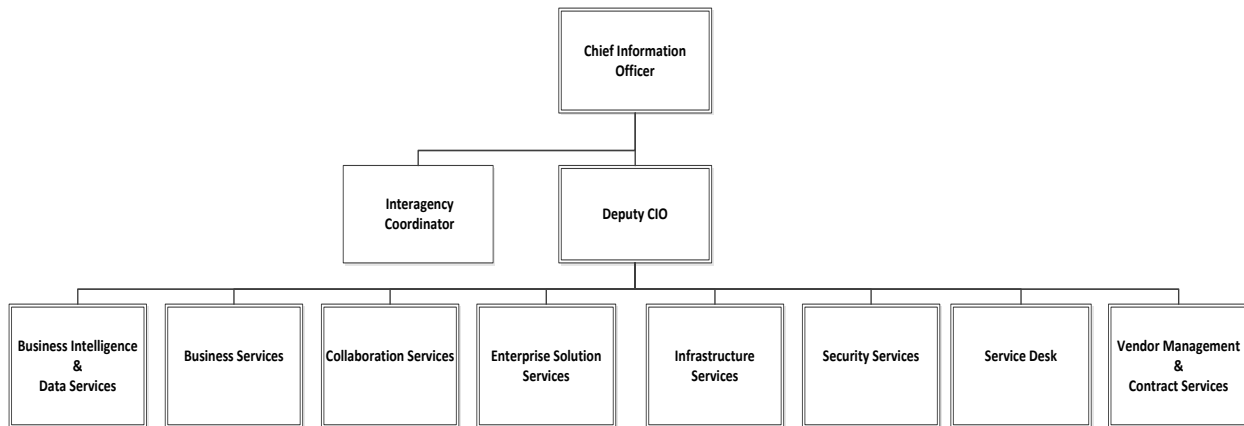 Chief Information
Officer
Interagency
Coordinator
Deputy CIO
Business Intelligence
&
Data Services
Business Services
Collaboration Services
Enterprise Solution
Services
Infrastructure
Services
Security Services
Service Desk
Vendor Management
&
Contract Services